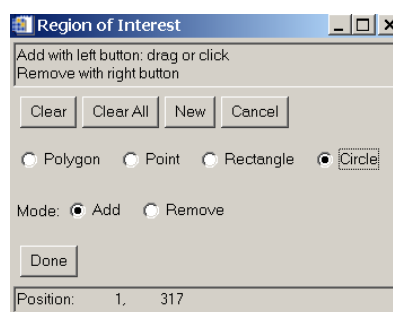 Region of Interest
Add with left button: drag or click
Remove with right button
Clear Clear All New Cancel
Polygon Point Rectangle Circle
Mode: Add Remove
Done
Position: 1, 317